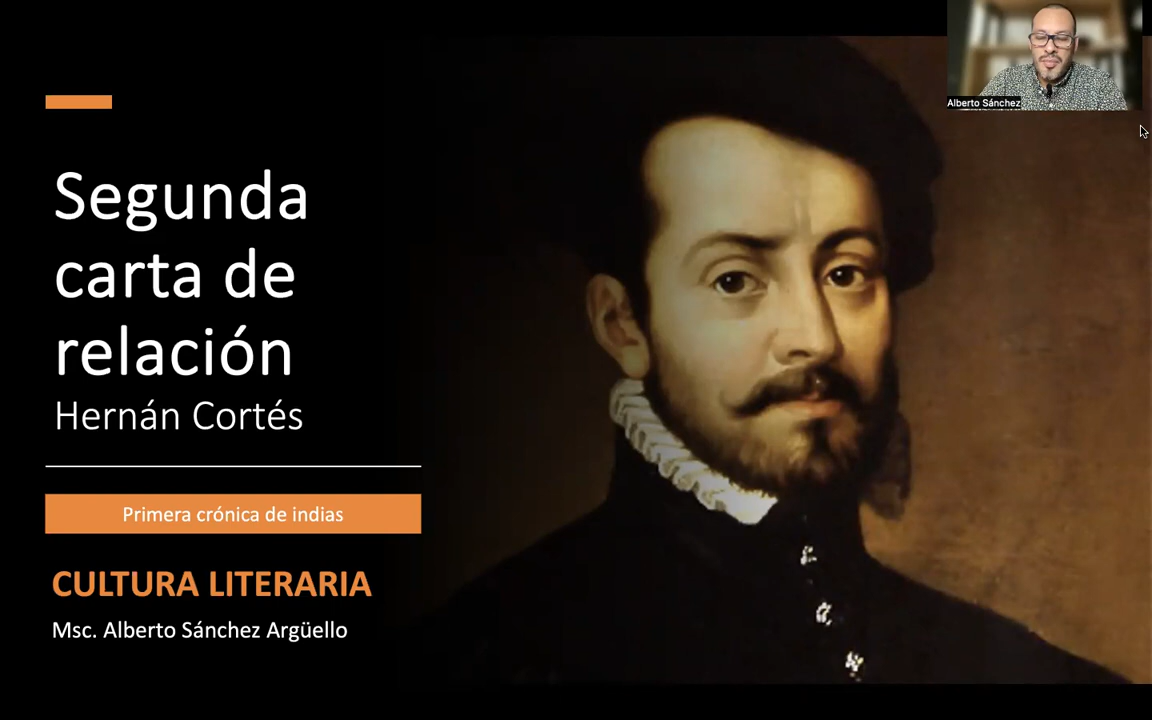 Alberto Sánchez
Segunda
carta de
relación
Hernán Cortés
Primera crónica de indias
CULTURA LITERARIA
Msc. Alberto Sánchez Argüello